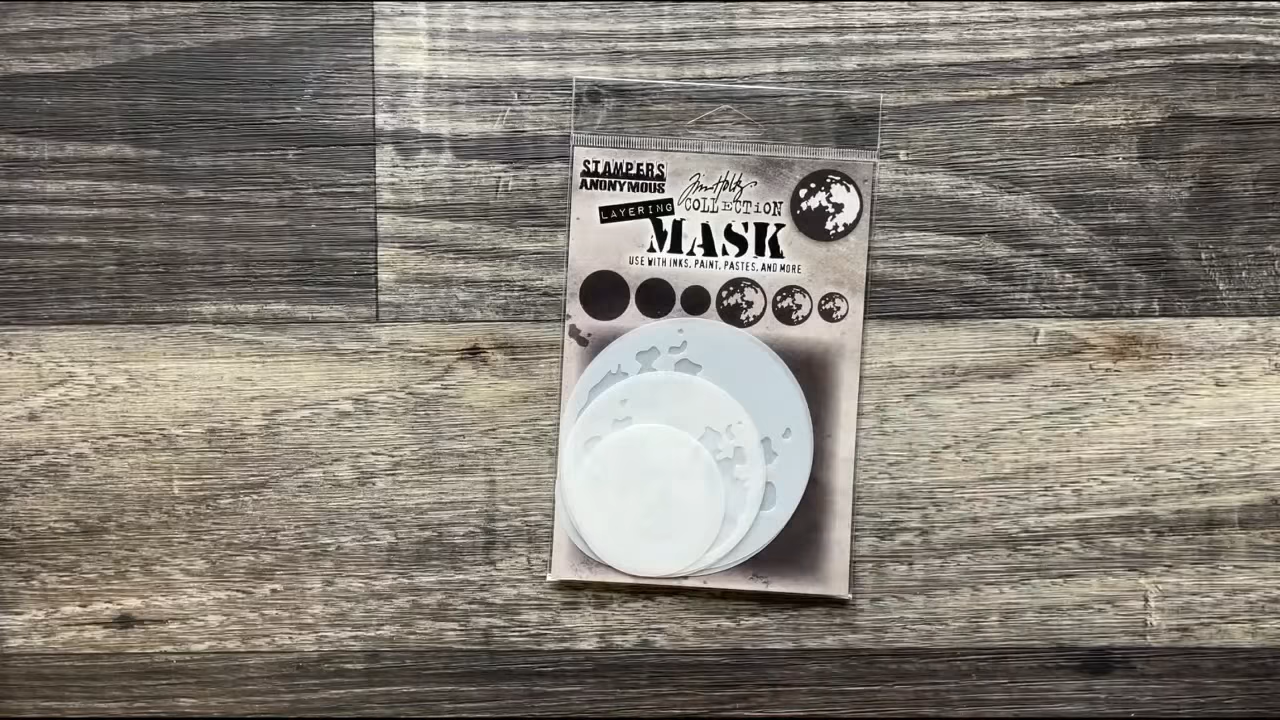 STAMPERS
ANONYMOUS
Tim Holtz
LAYERING COLLECTION
MASK
USE WITH INKS, PAINT, PASTES, AND MORE